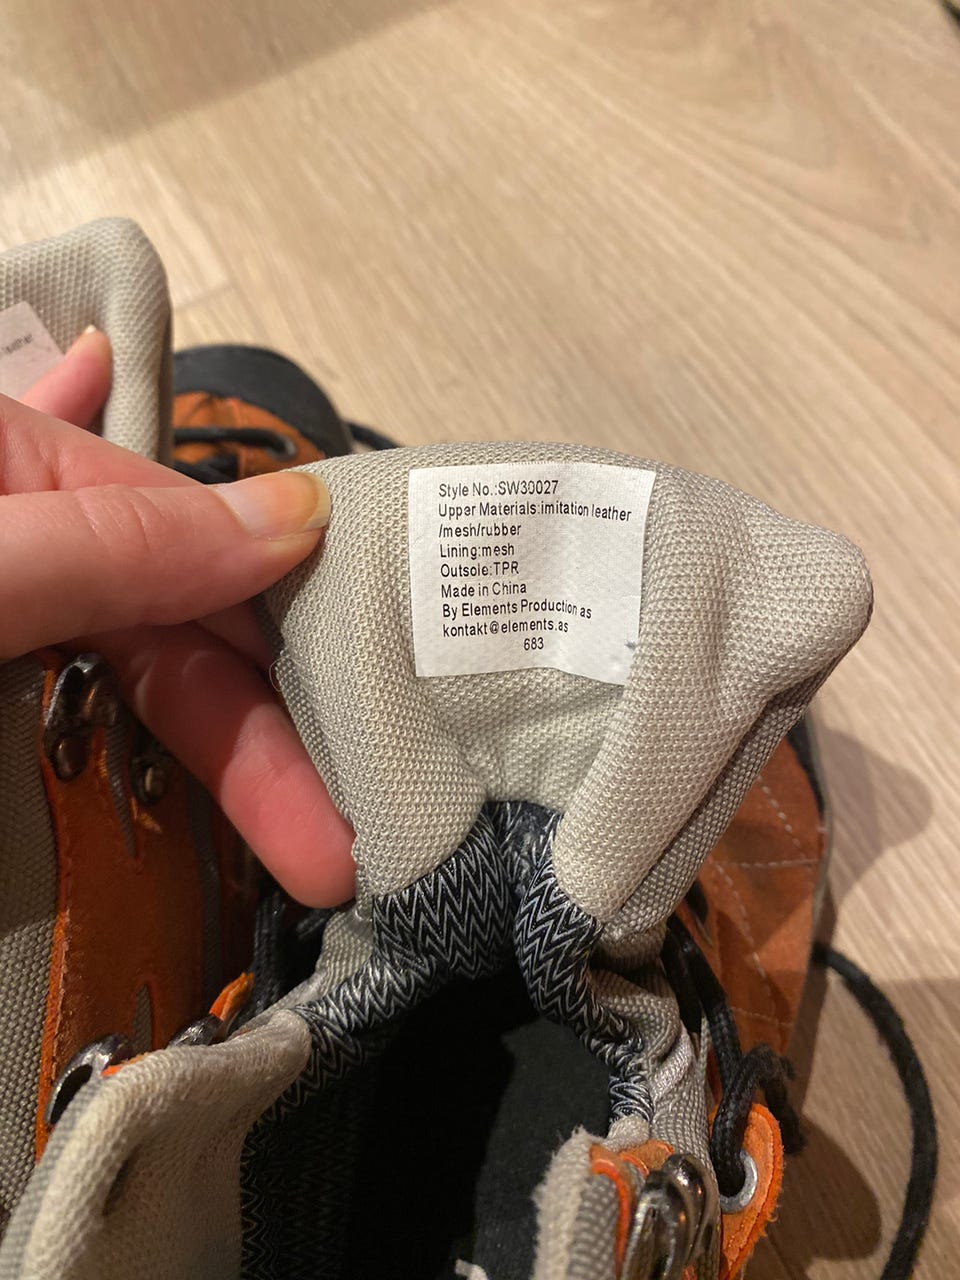 Style No.:SW30027
Upper Materials:imitation leather
/mesh/rubber
Lining:mesh
Outsole:TPR
Made in China
By Elements Production as
kontakt@elements.as
683